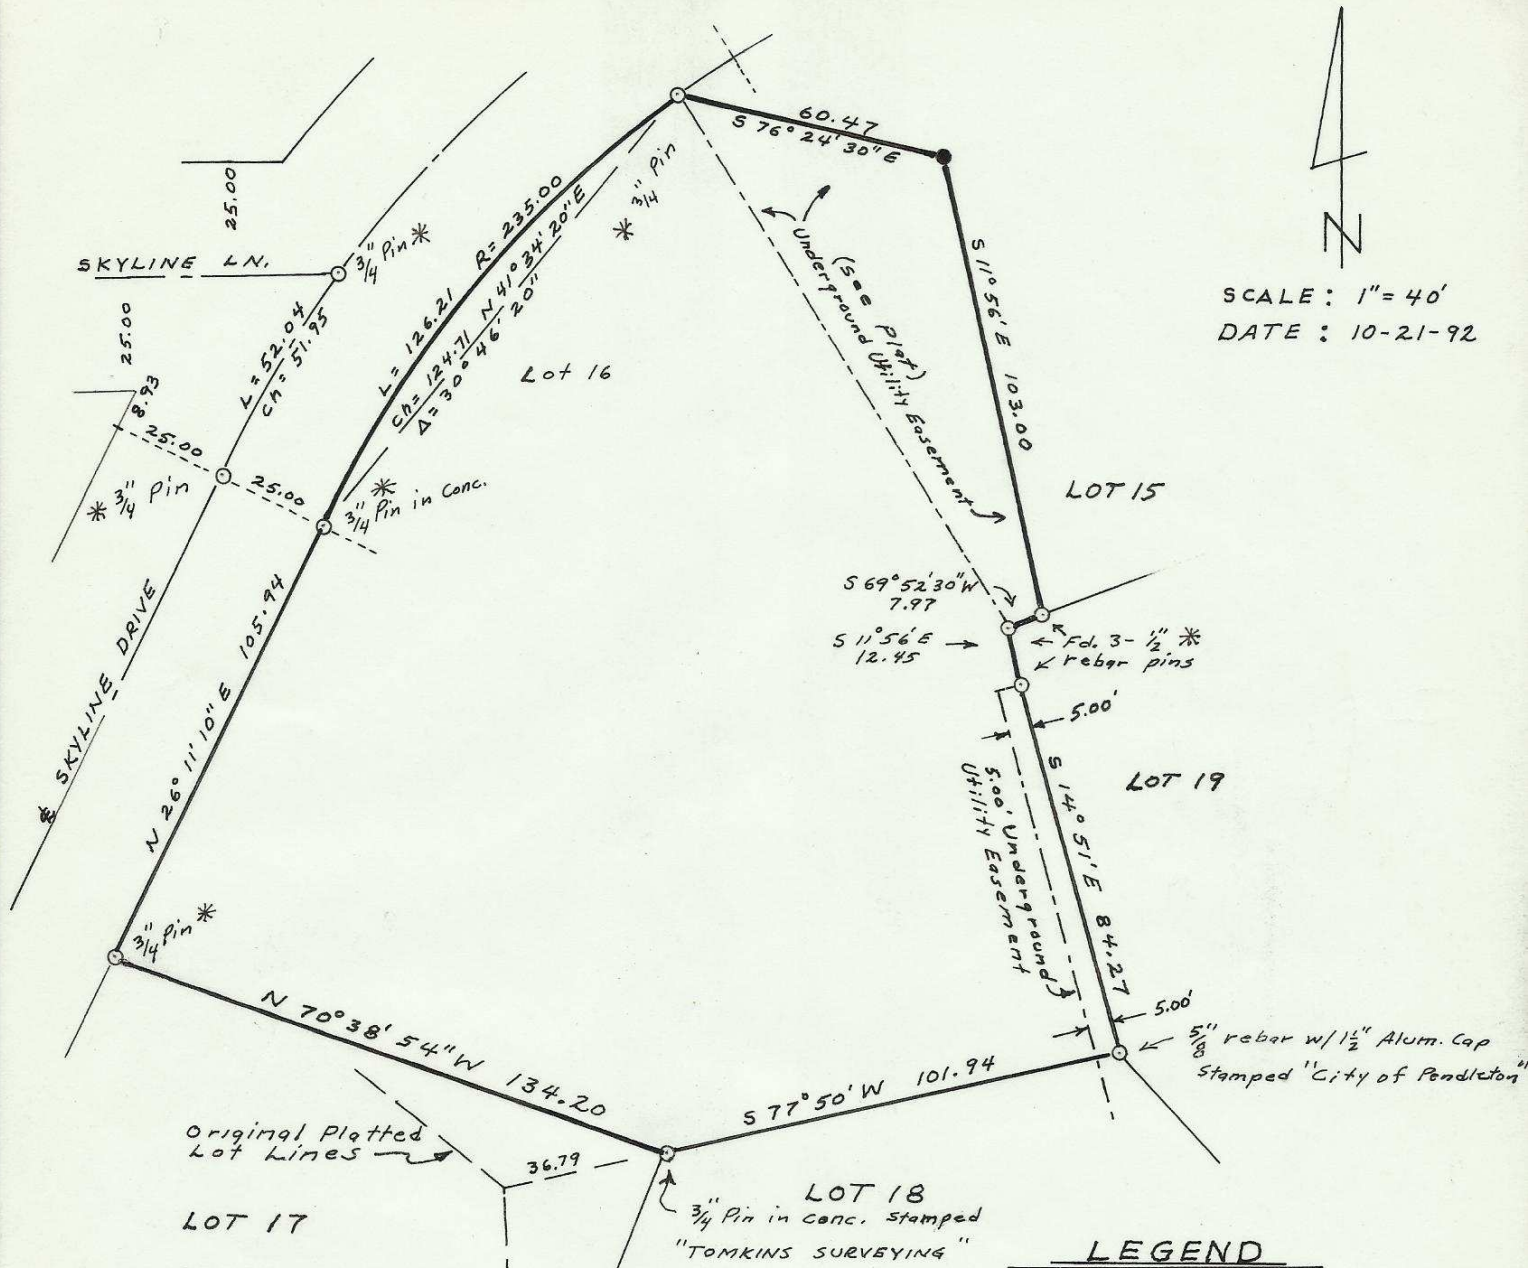 60.47
S 76° 24' 30" E
25.00
3/4" Pin *
* 3/4" Pin
SKYLINE LN.
R= 235.00
L= 126.21
Ch= 124.71 N 41° 34' 20" E
Δ= 30° 46' 20"
L= 52.04
Ch= 51.95
25.00
8.93
25.00
25.00
* 3/4" Pin
*
3/4" Pin in Conc.
Lot 16
(See Plat)
Underground Utility Easement
S 11° 56' E 103.00
N
SCALE: 1" = 40'
DATE: 10-21-92
LOT 15
S 69° 52' 30" W
7.97
S 11° 56' E
12.45
Fd. 3- 1/2" *
rebar pins
5.00'
LOT 19
S 14° 51' E 84.27
5.00' Underground
Utility Easement
5.00'
5/8" rebar w/ 1 1/2" Alum. Cap
Stamped "City of Pendleton"
℄ SKYLINE DRIVE
N 26° 11' 10" E 105.94
3/4" Pin *
N 70° 38' 54" W 134.20
S 77° 50' W 101.94
Original Platted
Lot Lines
36.79
LOT 17
LOT 18
3/4" Pin in Conc. Stamped
"TOMKINS SURVEYING"
LEGEND